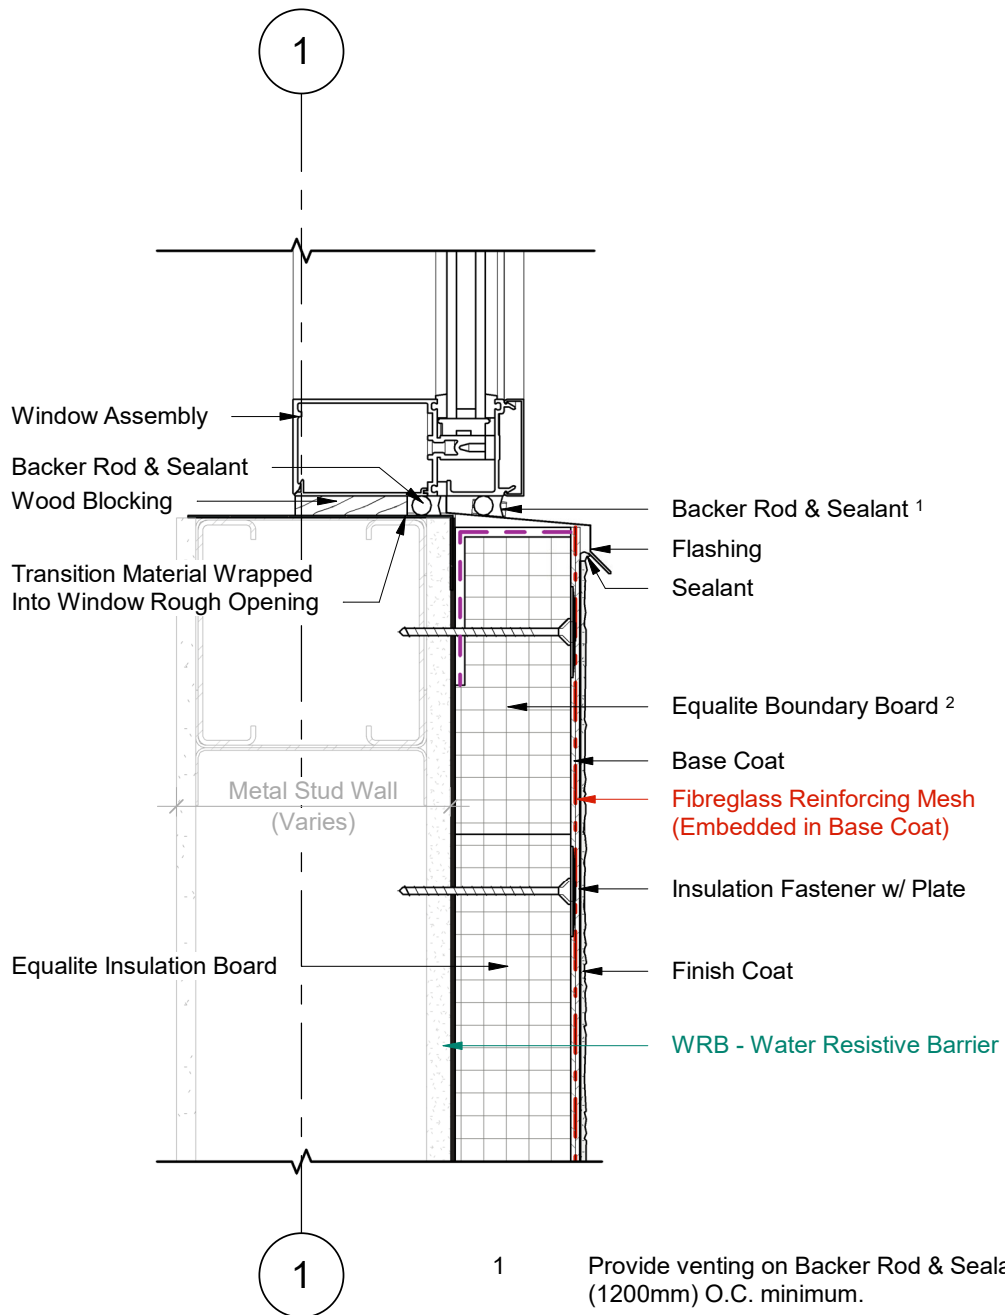 1
Window Assembly
Backer Rod & Sealant
Wood Blocking
Transition Material Wrapped
Into Window Rough Opening
Metal Stud Wall
(Varies)
Equalite Insulation Board
Backer Rod & Sealant 1
Flashing
Sealant
Equalite Boundary Board 2
Base Coat
Fibreglass Reinforcing Mesh
(Embedded in Base Coat)
Insulation Fastener w/ Plate
Finish Coat
WRB - Water Resistive Barrier
1
1 Provide venting on Backer Rod &
(1200mm) O.C. minimum.